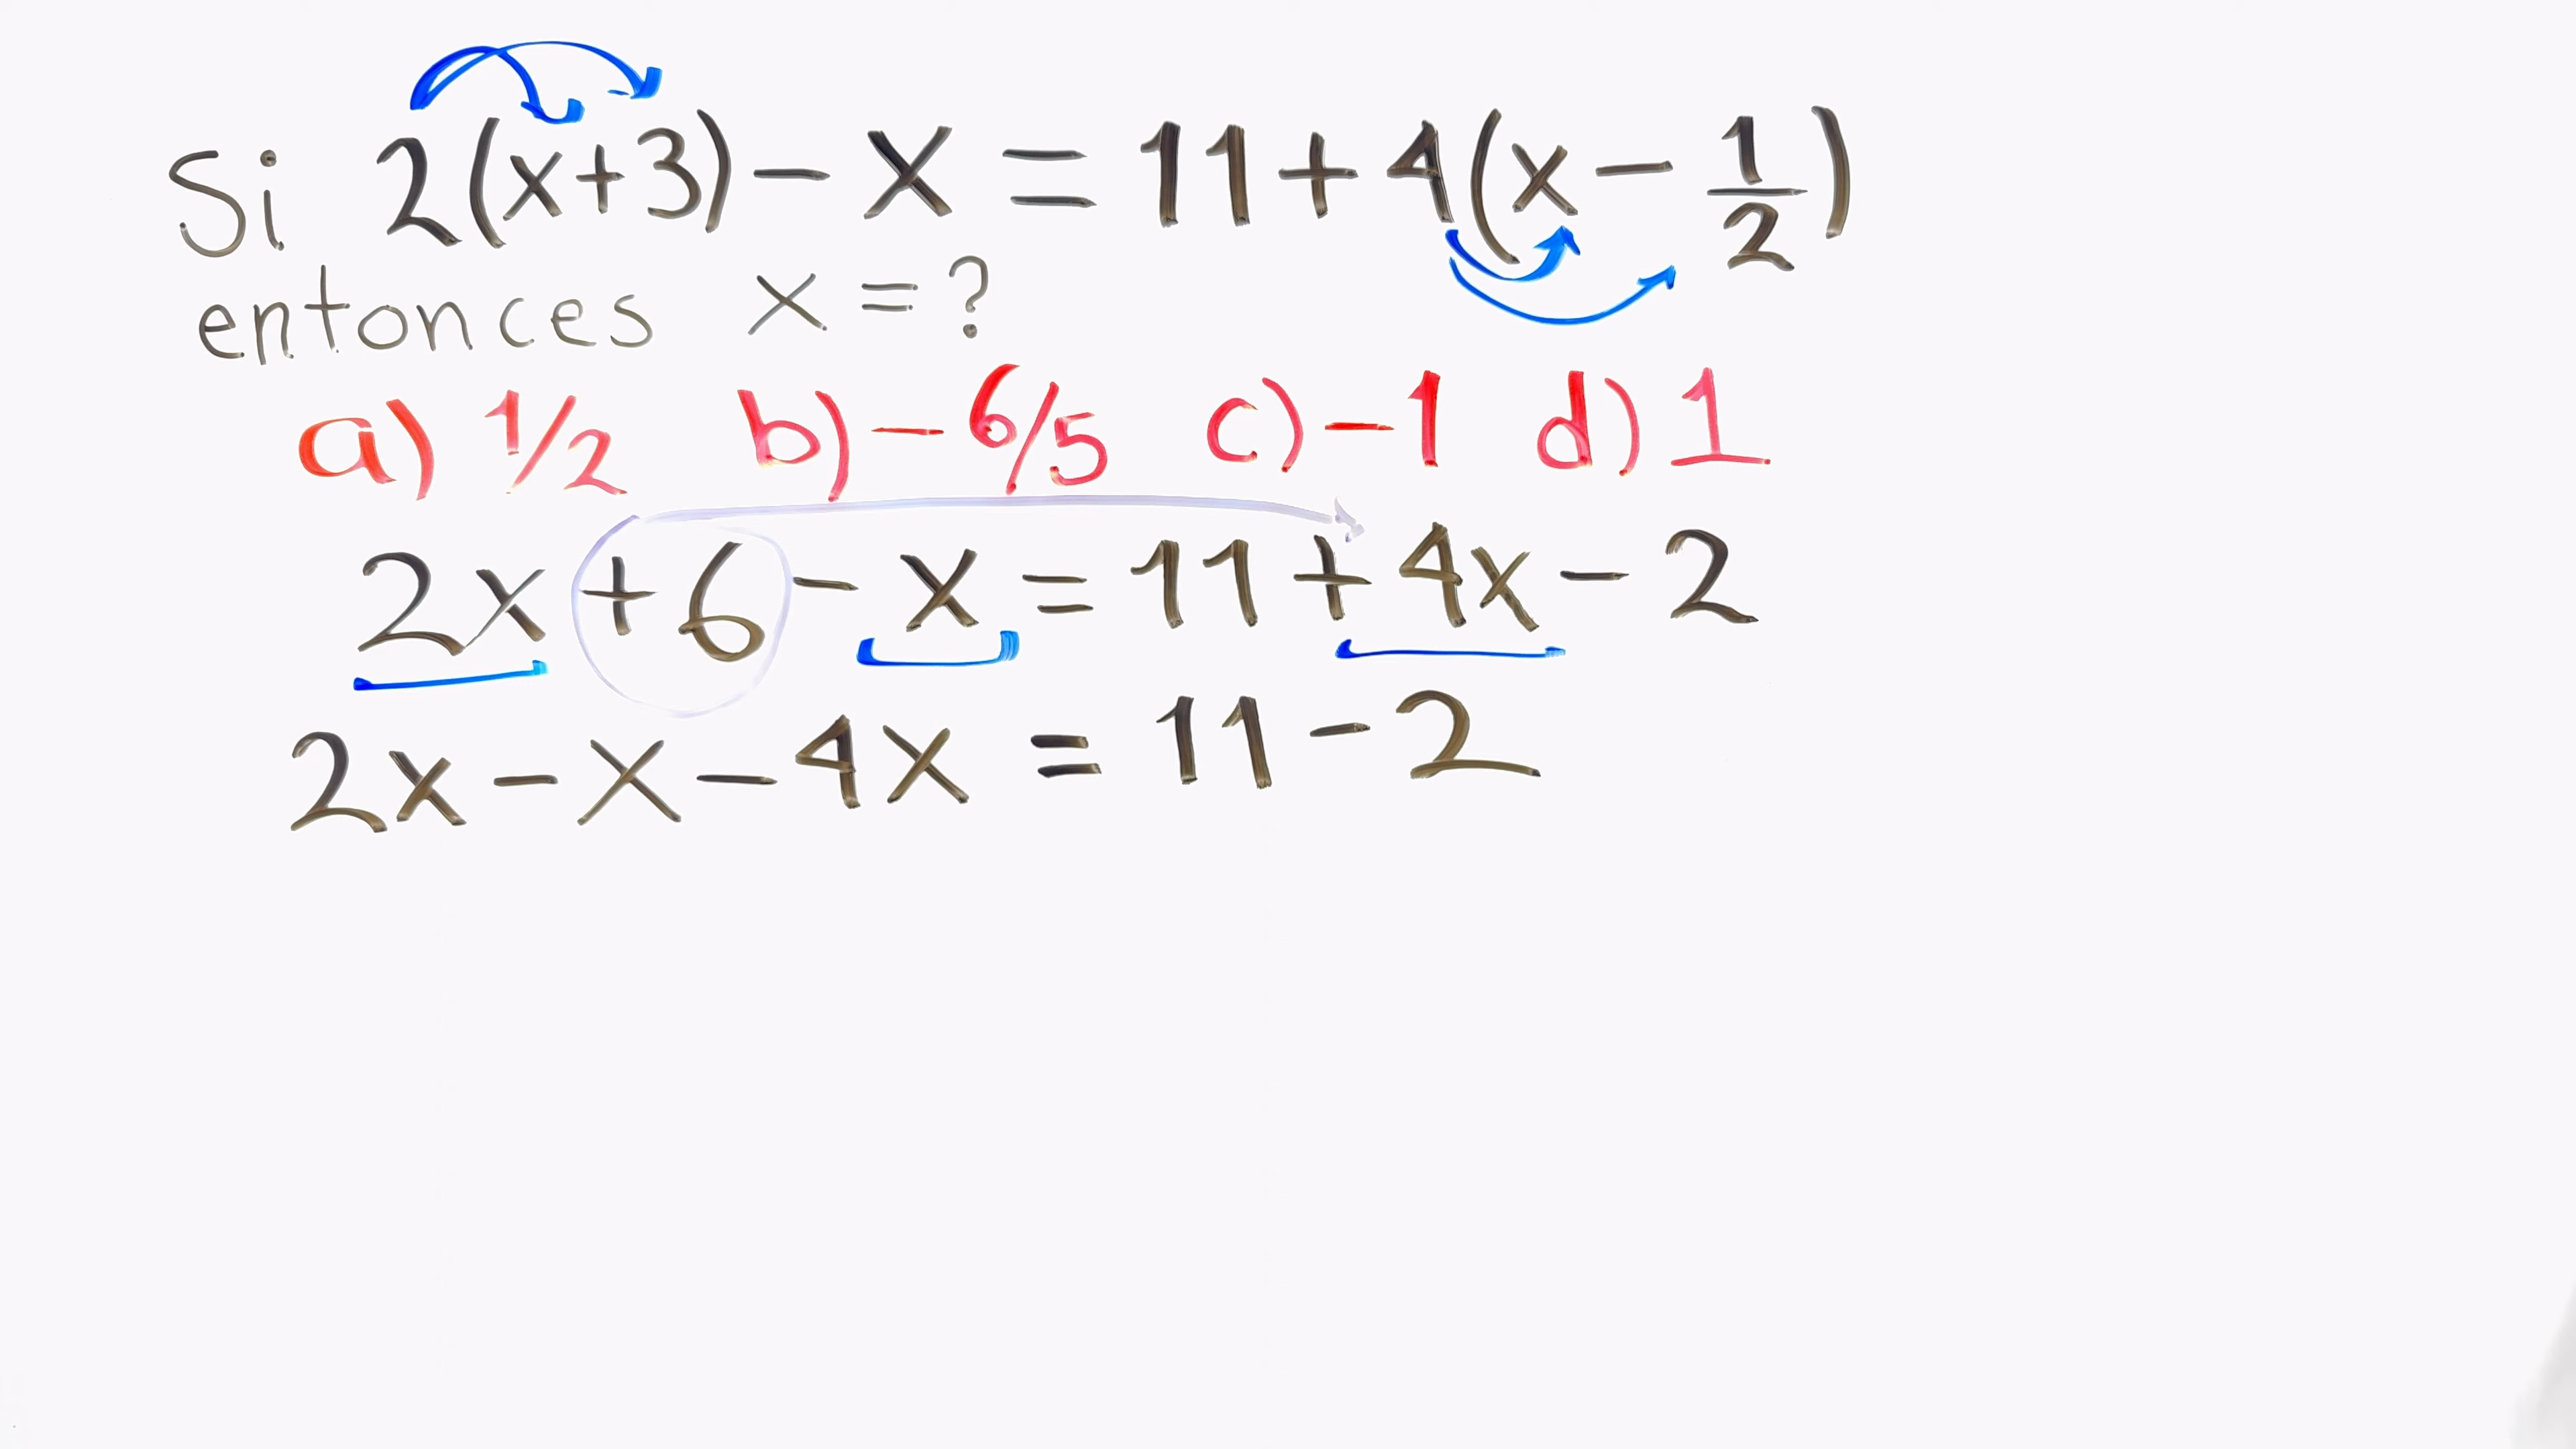 Si 2(x+3) - x = 11 + 4(x - 1/2)
entonces x = ?
a) 1/2 b) - 6/5 c) - 1 d) 1
2x + 6 - x = 11 + 4x - 2
2x - x - 4x = 11 - 2